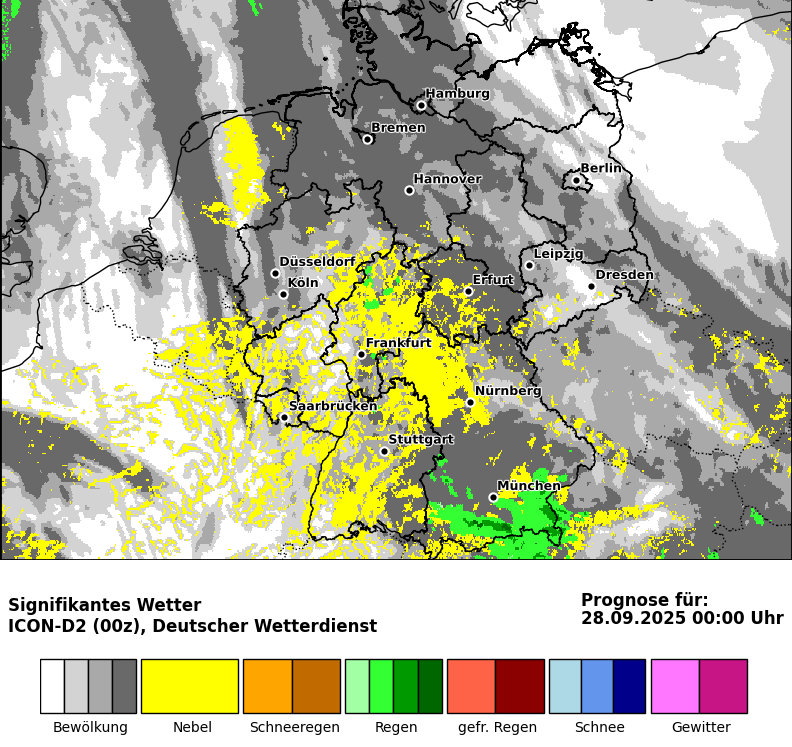 Hamburg
Bremen
Berlin
Hannover
Leipzig
Düsseldorf
Dresden
Köln
Erfurt
Frankfurt
Nürnberg
Saarbrücken
Stuttgart
München
Signifikantes Wetter
ICON-D2 (00z), Deutscher Wetterdienst
Prognose für:
28.09.2025 00:00 Uhr
Bewölkung Nebel Schneeregen Regen gefr. Regen Schnee Gewitter